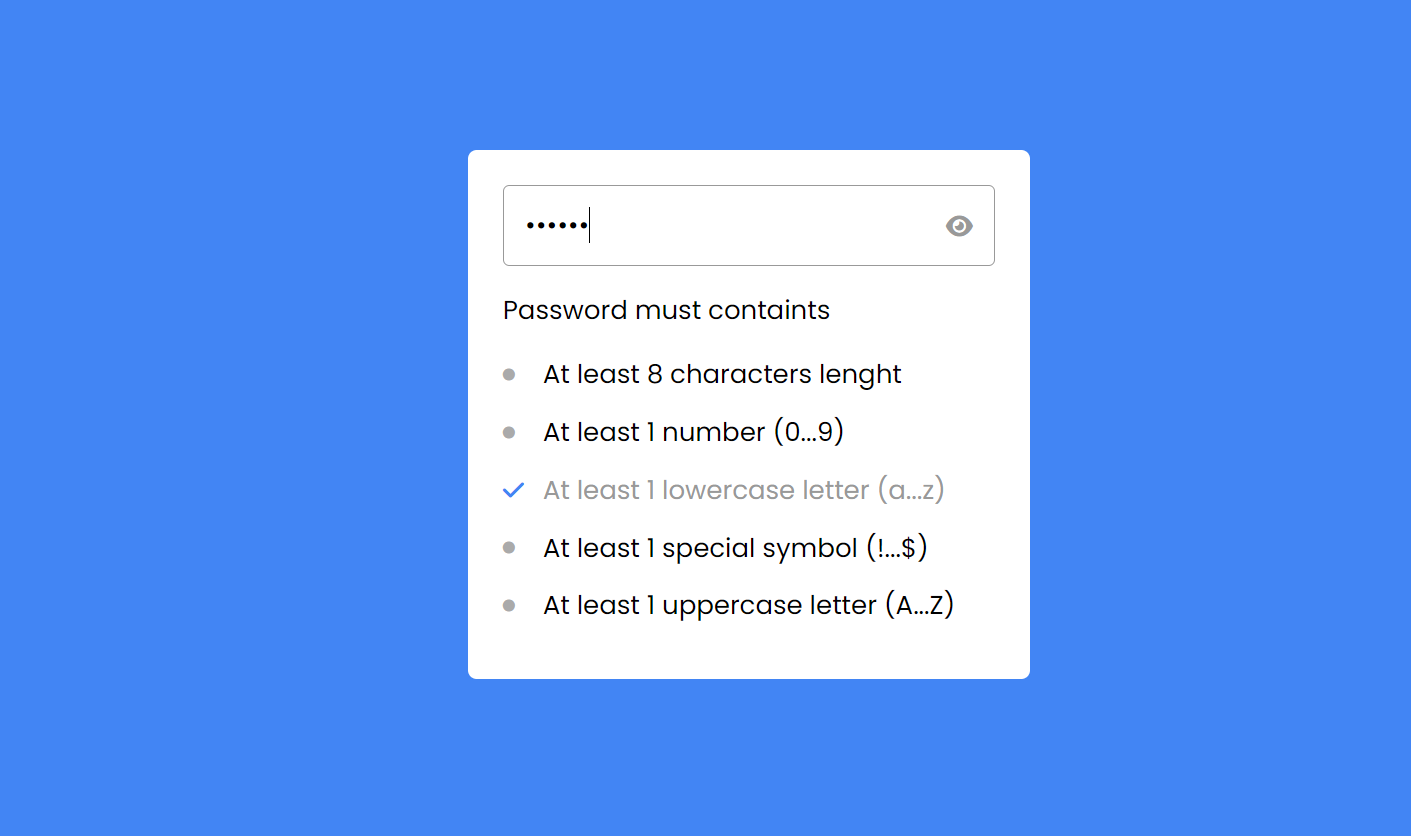 ••••••
Password must containts
At least 8 characters lenght
At least 1 number (0...9)
At least 1 lowercase letter (a...z)
At least 1 special symbol (!...$)
At least 1 uppercase letter (A...Z)